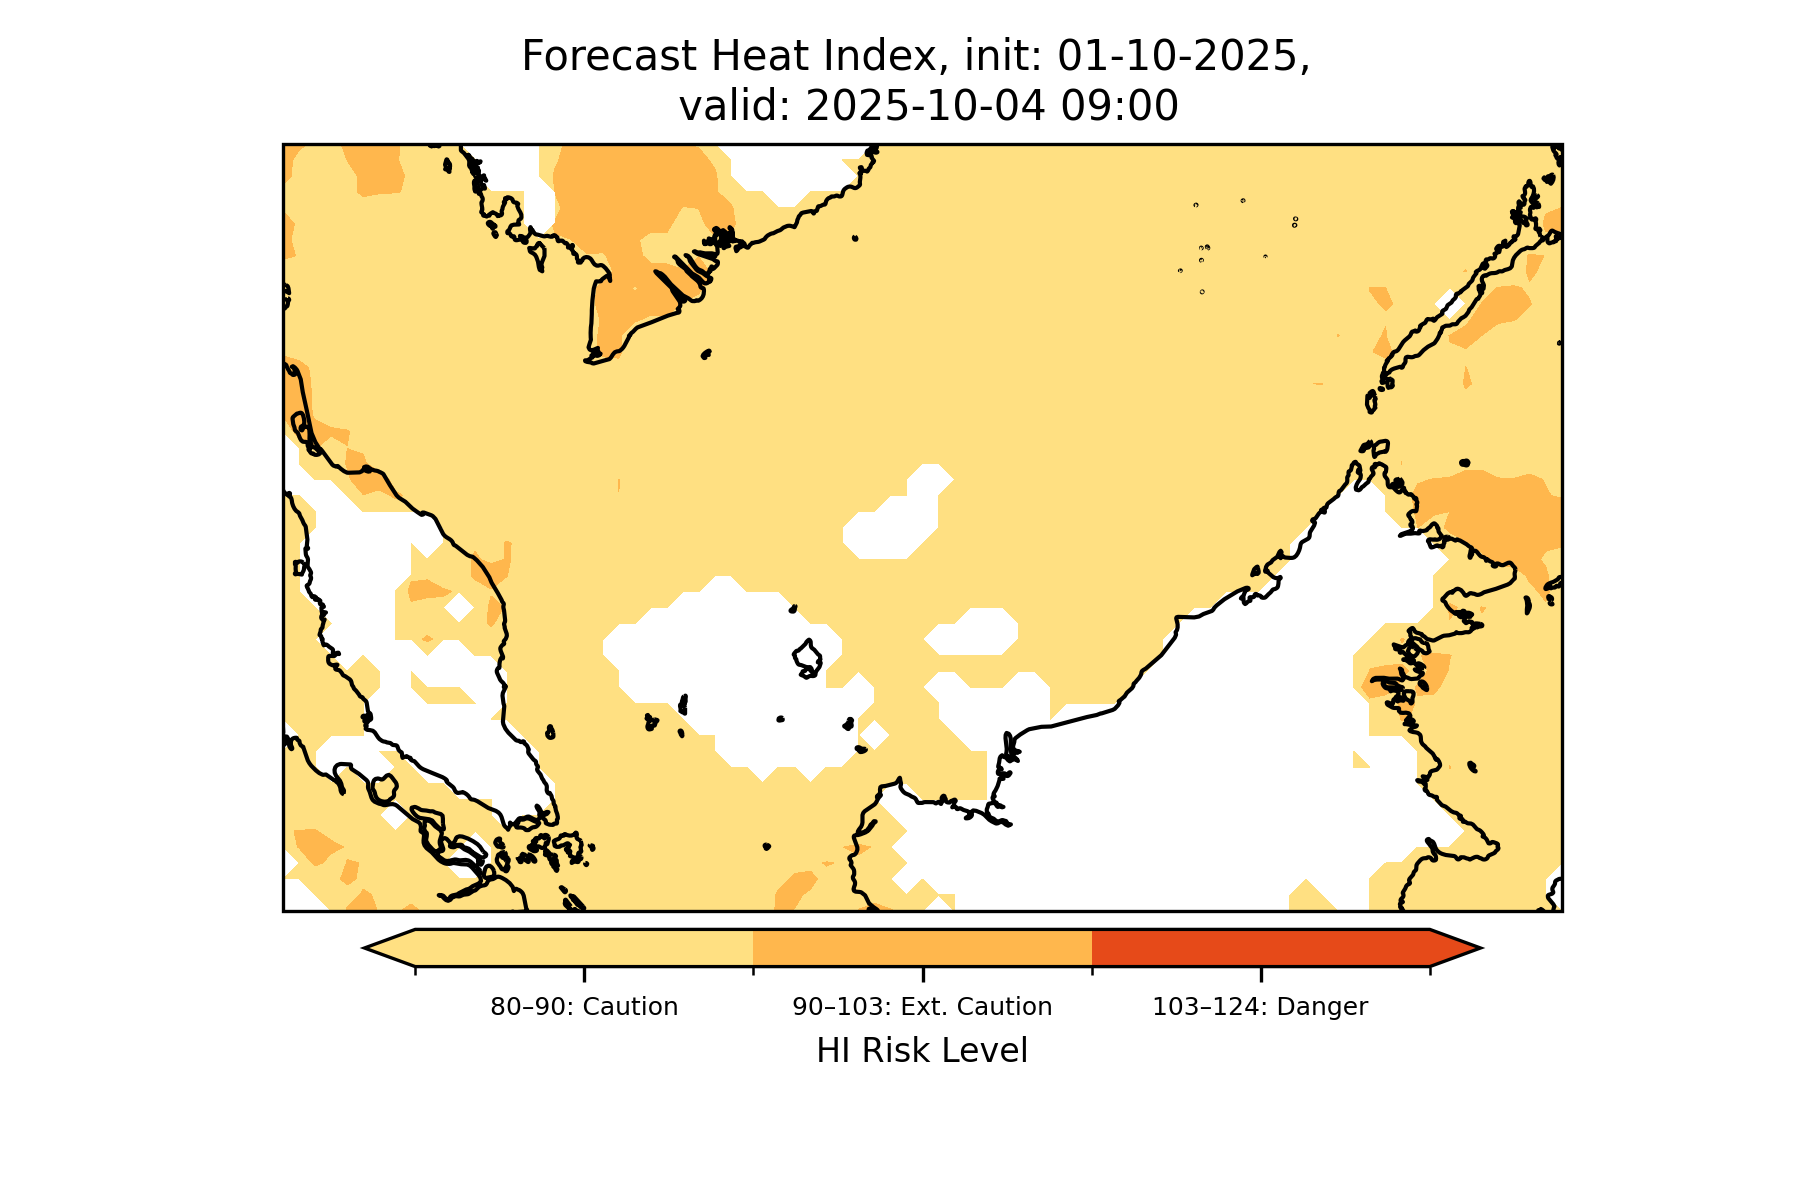 Forecast Heat Index, init: 01-10-2025,
valid: 2025-10-04 09:00
80–90: Caution
90–103: Ext. Caution
103–124: Danger
HI Risk Level